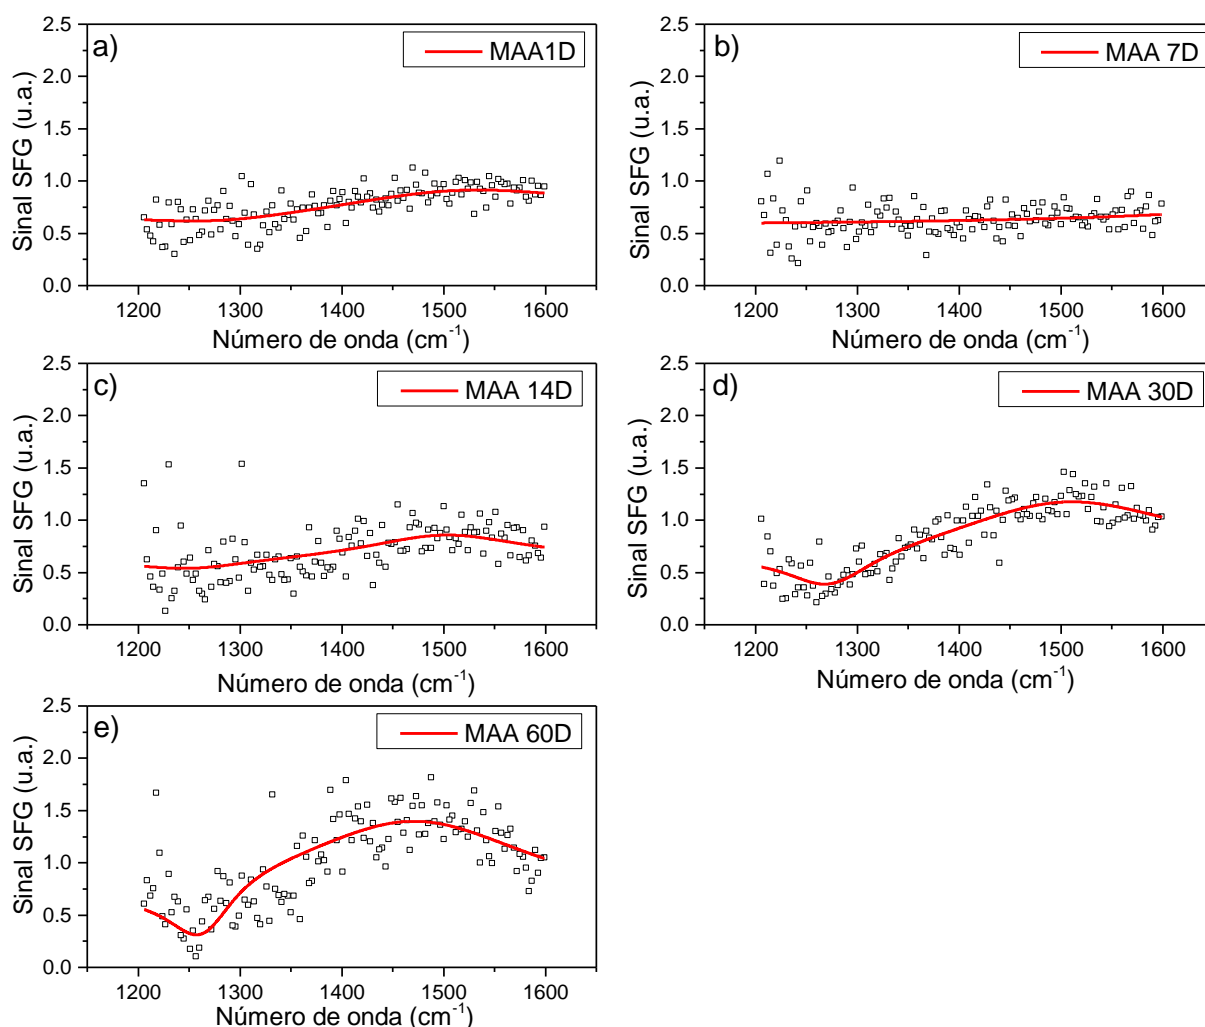 a)
MAA1D
Sinal SFG (u.a.)
2.5
2.0
1.5
1.0
0.5
0.0
1200 1300 1400 1500 1600
Número de onda (cm⁻¹)
b)
MAA 7D
Sinal SFG (u.a.)
2.5
2.0
1.5
1.0
0.5
0.0
1200 1300 1400 1500 1600
Número de onda (cm⁻¹)
c)
MAA 14D
Sinal SFG (u.a.)
2.5
2.0
1.5
1.0
0.5
0.0
1200 1300 1400 1500 1600
Número de onda (cm⁻¹)
d)
MAA 30D
Sinal SFG (u.a.)
2.5
2.0
1.5
1.0
0.5
0.0
1200 1300 1400 1500 1600
Número de onda (cm⁻¹)
e)
MAA 60D
Sinal SFG (u.a.)
2.5
2.0
1.5
1.0
0.5
0.0
1200 1300 1400 1500 1600
Número de onda (cm⁻¹)